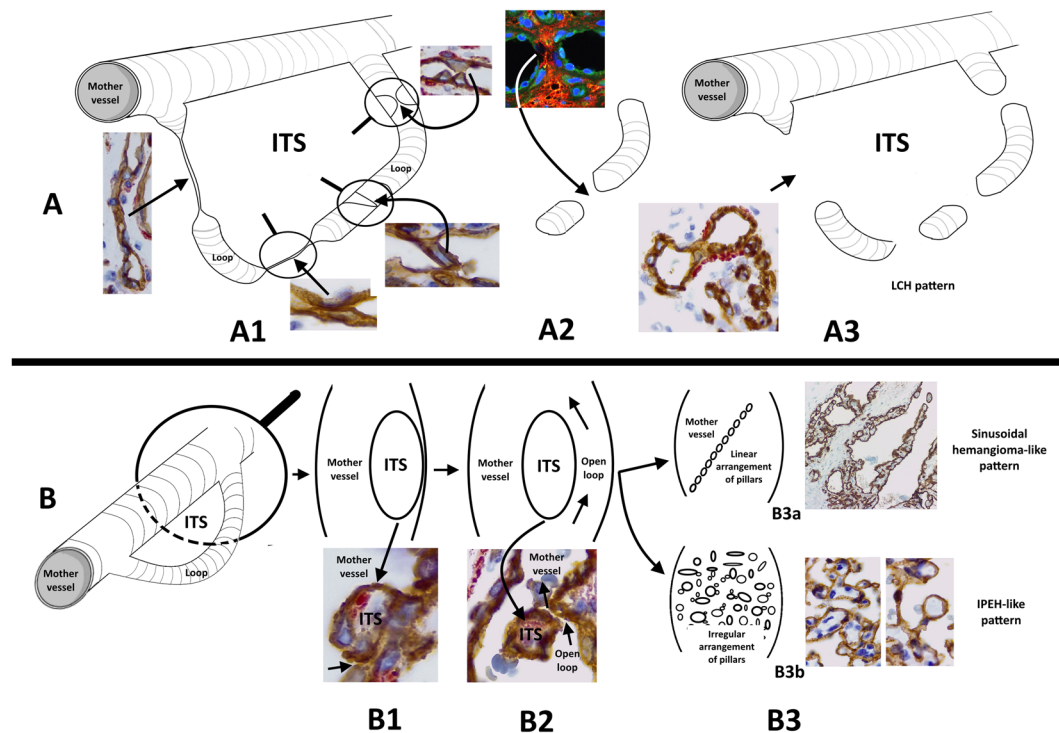 Mother
vessel
ITS
Loop
Loop
A
A1
A2
Mother
vessel
ITS
LCH pattern
A3
B
Mother
vessel
ITS
Loop
Mother
vessel
ITS
Mother
vessel
ITS
B1
Mother
vessel
ITS
Open
loop
Mother
vessel
ITS
Open
loop
B2
Mother
vessel
Linear
arrangement
of pillars
B3a
Sinusoidal
hemangioma-like
pattern
Irregular
arrangement
of pillars
B3b
IPEH-like
pattern
B3